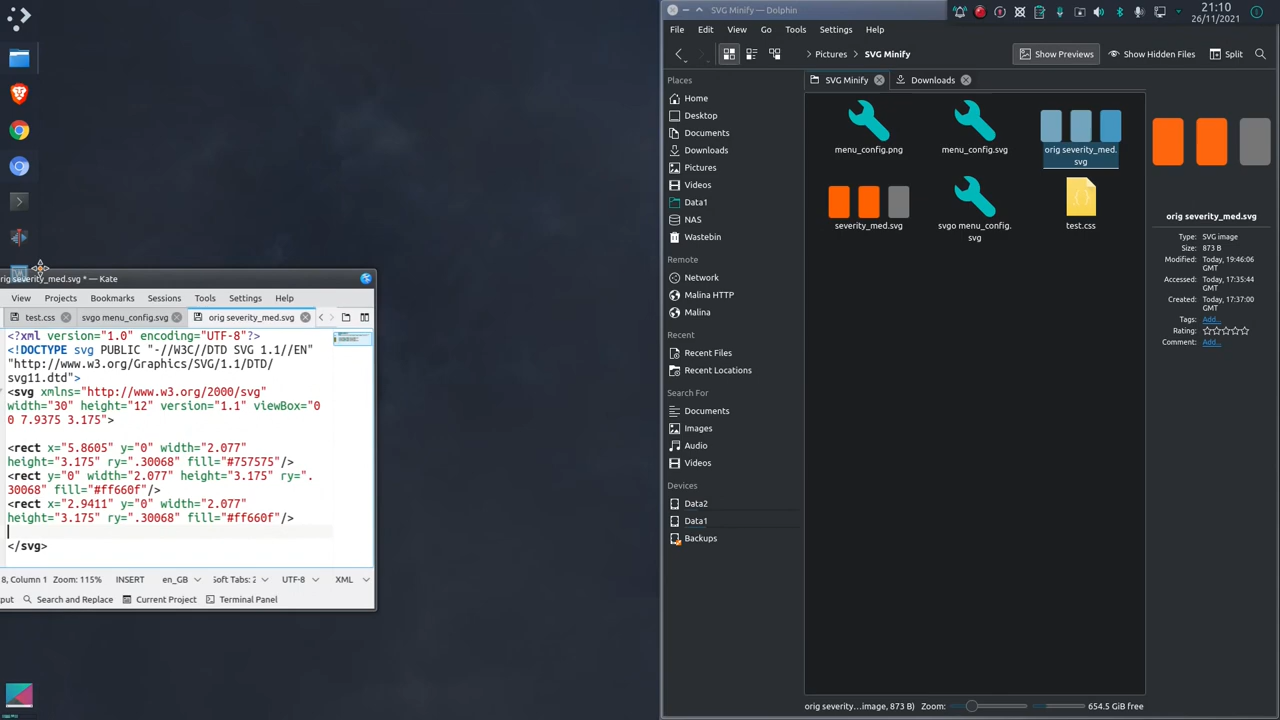 SVG Minify — Dolphin
21:10
26/11/2021
File Edit View Go Tools Settings Help
Pictures > SVG Minify
Show Previews
Show Hidden Files
Split
Places
Home
Desktop
Documents
Downloads
Pictures
Videos
Data1
NAS
Wastebin
Remote
Network
Malina HTTP
Malina
Recent
Recent Files
Recent Locations
Search For
Documents
Images
Audio
Videos
Devices
Data2
Data1
Backups
SVG Minify
Downloads
menu_config.png
menu_config.svg
orig severity_med.
svg
severity_med.svg
svgo menu_config.
svg
test.css
orig severity_med.svg
Type: SVG image
Size: 873 B
Modified: Today, 19:46:06
GMT
Accessed: Today, 17:35:44
GMT
Created: Today, 17:37:00
GMT
Tags: Add...
Rating:
Comment: Add...
orig severity...image, 873 B)
Zoom:
654.5 GiB free
rig severity_med.svg * — Kate
View Projects Bookmarks Sessions Tools Settings Help
test.css
svgo menu_config.svg
orig severity_med.svg
<?xml version="1.0" encoding="UTF-8"?>
<!DOCTYPE svg PUBLIC "-//W3C//DTD SVG 1.1//EN"
"http://www.w3.org/Graphics/SVG/1.1/DTD/
svg11.dtd">
<svg xmlns="http://www.w3.org/2000/svg"
width="30" height="12" version="1.1" viewBox="0
0 7.9375 3.175">
<rect x="5.8605" y="0" width="2.077"
height="3.175" ry=".30068" fill="#757575"/>
<rect y="0" width="2.077" height="3.175" ry=".
30068" fill="#ff660f"/>
<rect x="2.9411" y="0" width="2.077"
height="3.175" ry=".30068" fill="#ff660f"/>
</svg>
8, Column 1 Zoom: 115% INSERT en_GB Soft Tabs: 2 UTF-8 XML
put Search and Replace Current Project Terminal Panel